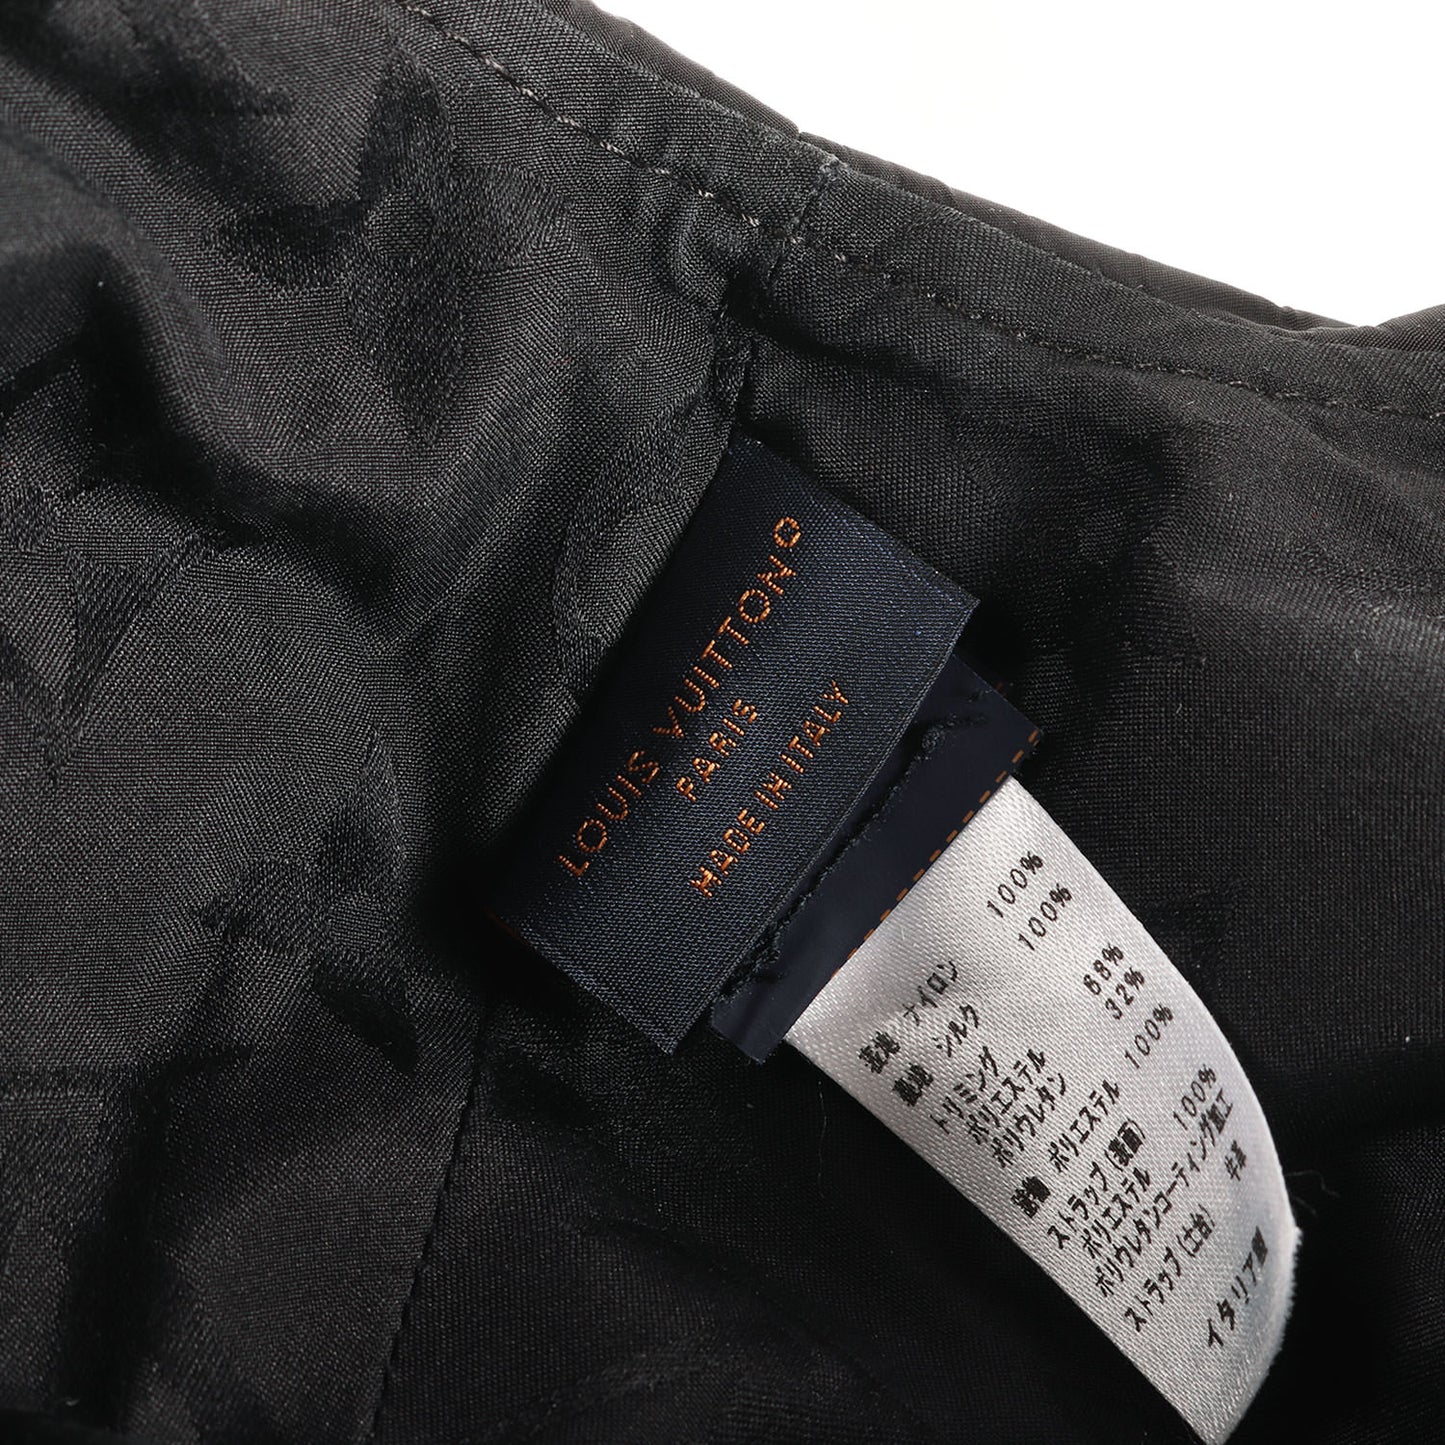 LOUIS VUITTON®
PARIS
MADE IN ITALY
表地 ナイロン 100%
裏地 シルク 100%
トリミング
ポリエステル 68%
ポリウレタン 32%
詰物 ポリエステル 100%
ストラップ(表面)
ポリエステル 100%
ポリウレタンコーティング加工
ストラップ(土台) 牛革
イタリア製